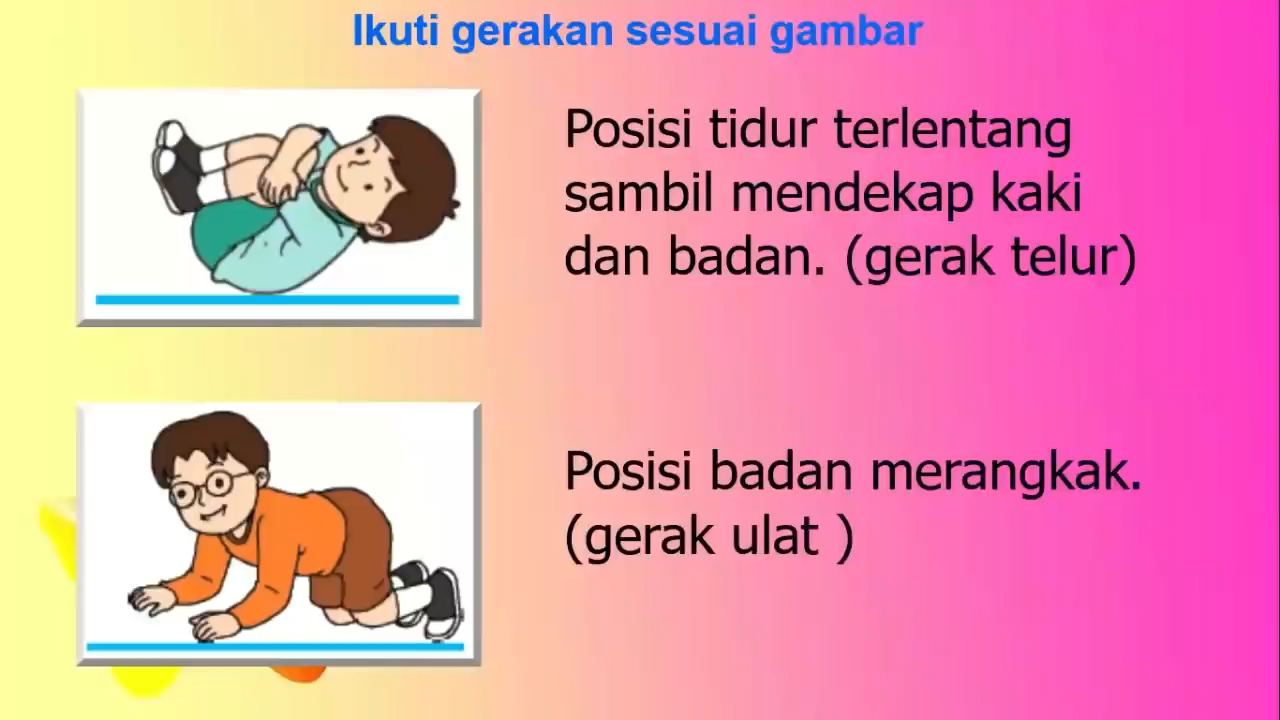 Ikuti gerakan sesuai gambar
Posisi tidur terlentang
sambil mendekap kaki
dan badan. (gerak telur)
Posisi badan merangkak.
(gerak ulat )